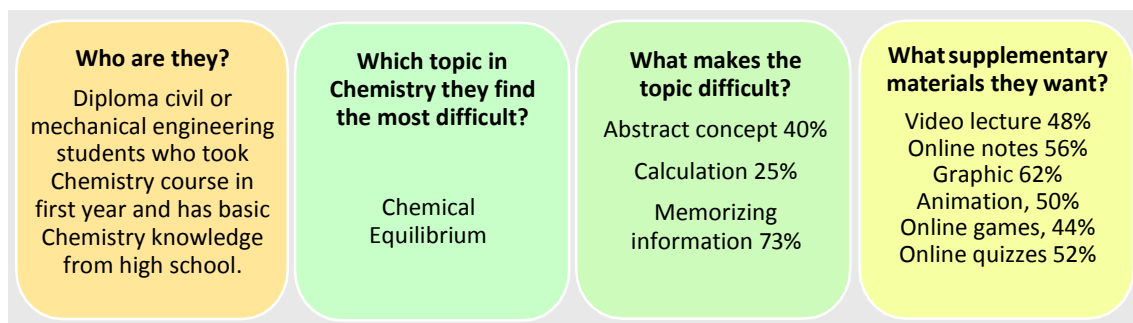 Who are they?
Diploma civil or
mechanical engineering
students who took
Chemistry course in
first year and has basic
Chemistry knowledge
from high school.
Which topic in
Chemistry they find
the most difficult?
Chemical
Equilibrium
What makes the
topic difficult?
Abstract concept 40%
Calculation 25%
Memorizing
information 73%
What supplementary
materials they want?
Video lecture 48%
Online notes 56%
Graphic 62%
Animation, 50%
Online games, 44%
Online quizzes 52%